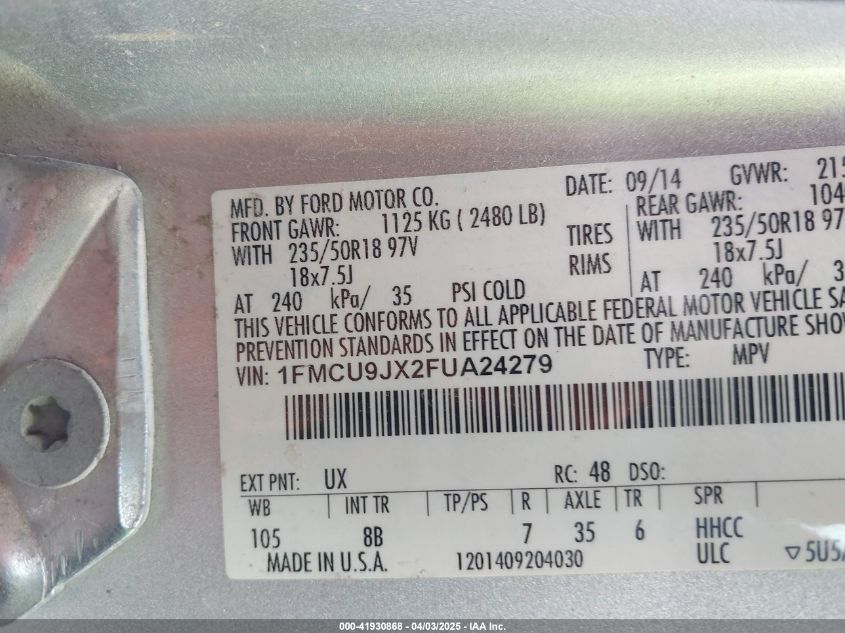 MFD. BY FORD MOTOR CO. DATE: 09/14 GVWR:
FRONT GAWR: 1125 KG ( 2480 LB) REAR GAWR:
WITH 235/50R18 97V TIRES WITH 235/50R18
18x7.5J RIMS 18x7.5J
AT 240 kPa/ 35 PSI COLD AT 240 kPa/
THIS VEHICLE CONFORMS TO ALL APPLICABLE FEDERAL MOTOR VEHICLE
PREVENTION STANDARDS IN EFFECT ON THE DATE OF MANUFACTURE
VIN: 1FMCU9JX2FUA24279 TYPE: MPV
EXT PNT: UX RC: 48 DSO:
WB INT TR TP/PS R AXLE TR SPR
105 8B 7 35 6 HHCC
MADE IN U.S.A. 1201409204030 ULC
000-41930868 - 04/03/2025 - IAA Inc.